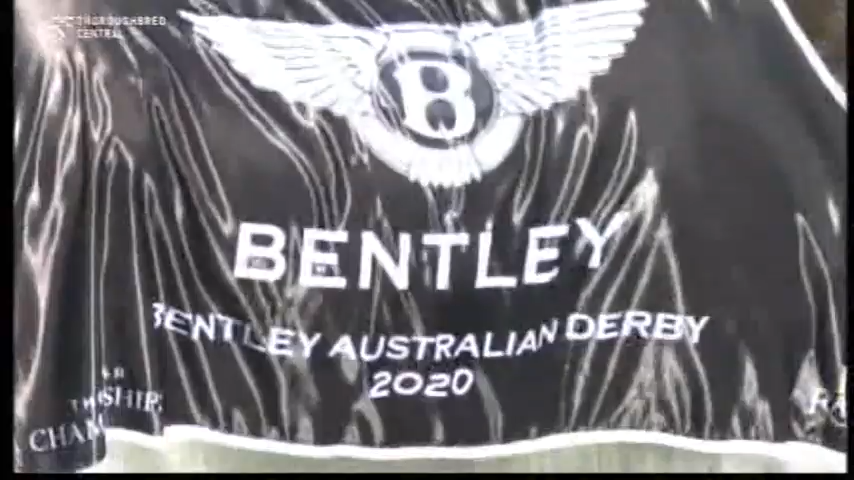 THOROUGHBRED
CENTRAL
B
BENTLEY
BENTLEY AUSTRALIAN DERBY
2020